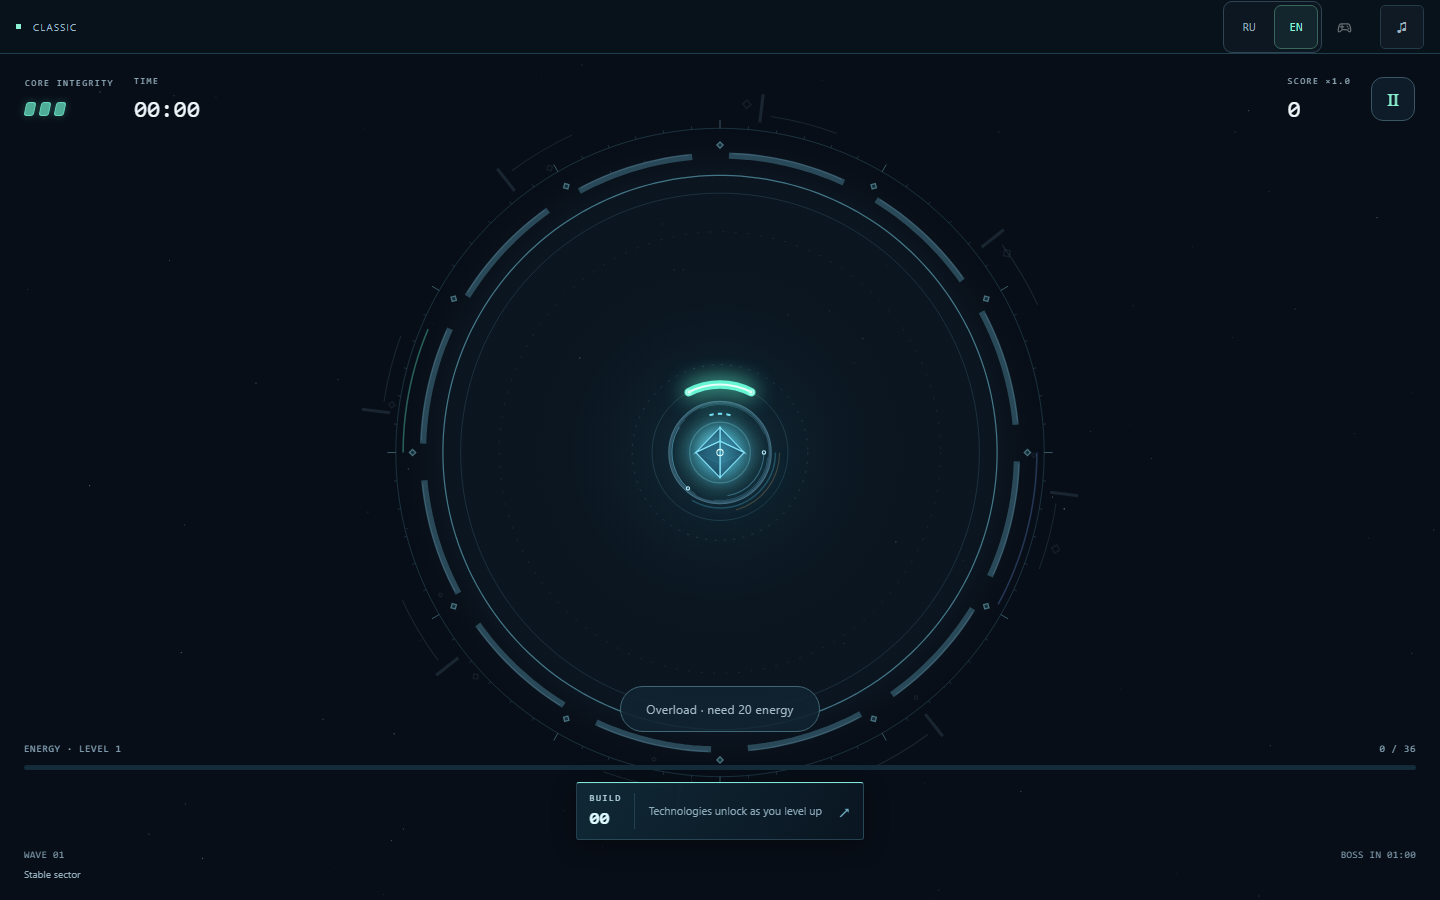 CLASSIC
RU
EN
CORE INTEGRITY
TIME
00:00
SCORE ×1.0
0
Overload · need 20 energy
ENERGY · LEVEL 1
0 / 36
BUILD
00
Technologies unlock as you level up
WAVE 01
BOSS IN 01:00
Stable sector